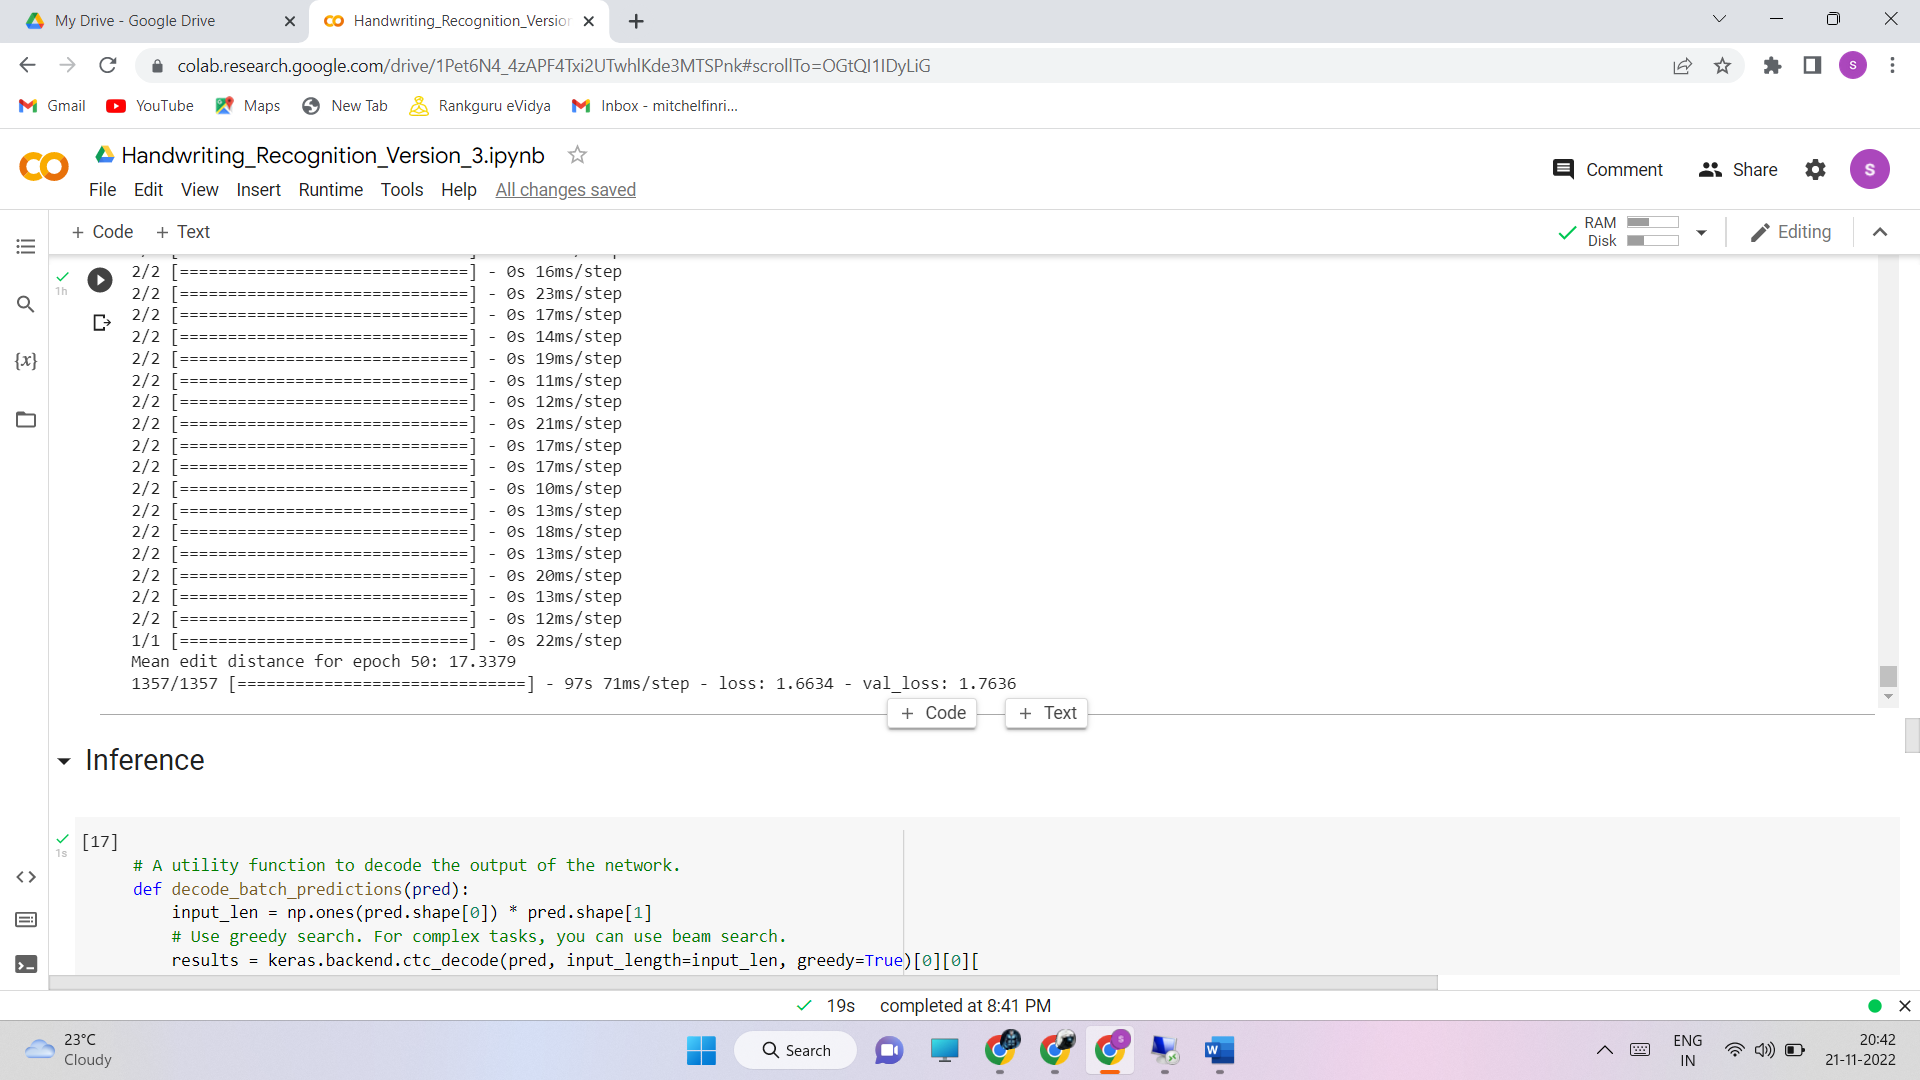 My Drive - Google Drive
Handwriting_Recognition_Version
colab.research.google.com/drive/1Pet6N4_4zAPF4Txi2UTwhlKde3MTSPnk#scrollTo=OGtQI1IDyLiG
S
Gmail
YouTube
Maps
New Tab
Rankguru eVidya
Inbox - mitchelfinri...
Handwriting_Recognition_Version_3.ipynb
Comment
Share
S
File Edit View Insert Runtime Tools Help All changes saved
+ Code + Text
RAM
Disk
Editing
1h
2/2 [==============================] - 0s 16ms/step
2/2 [==============================] - 0s 23ms/step
2/2 [==============================] - 0s 17ms/step
2/2 [==============================] - 0s 14ms/step
2/2 [==============================] - 0s 19ms/step
2/2 [==============================] - 0s 11ms/step
2/2 [==============================] - 0s 12ms/step
2/2 [==============================] - 0s 21ms/step
2/2 [==============================] - 0s 17ms/step
2/2 [==============================] - 0s 17ms/step
2/2 [==============================] - 0s 10ms/step
2/2 [==============================] - 0s 13ms/step
2/2 [==============================] - 0s 18ms/step
2/2 [==============================] - 0s 13ms/step
2/2 [==============================] - 0s 20ms/step
2/2 [==============================] - 0s 13ms/step
2/2 [==============================] - 0s 12ms/step
1/1 [==============================] - 0s 22ms/step
Mean edit distance for epoch 50: 17.3379
1357/1357 [==============================] - 97s 71ms/step - loss: 1.6634 - val_loss: 1.7636
+ Code + Text
Inference
1s
[17]
# A utility function to decode the output of the network.
def decode_batch_predictions(pred):
input_len = np.ones(pred.shape[0]) * pred.shape[1]
# Use greedy search. For complex tasks, you can use beam search.
results = keras.backend.ctc_decode(pred, input_length=input_len, greedy=True)[0][0][
19s completed at 8:41 PM
23°C
Cloudy
Search
ENG
IN
20:42
21-11-2022